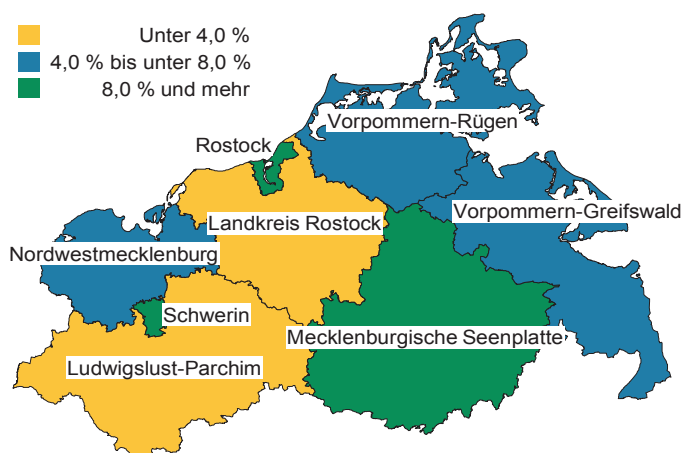 Unter 4,0 %
4,0 % bis unter 8,0 %
8,0 % und mehr
Vorpommern-Rügen
Rostock
Landkreis Rostock
Vorpommern-Greifswald
Nordwestmecklenburg
Schwerin
Mecklenburgische Seenplatte
Ludwigslust-Parchim